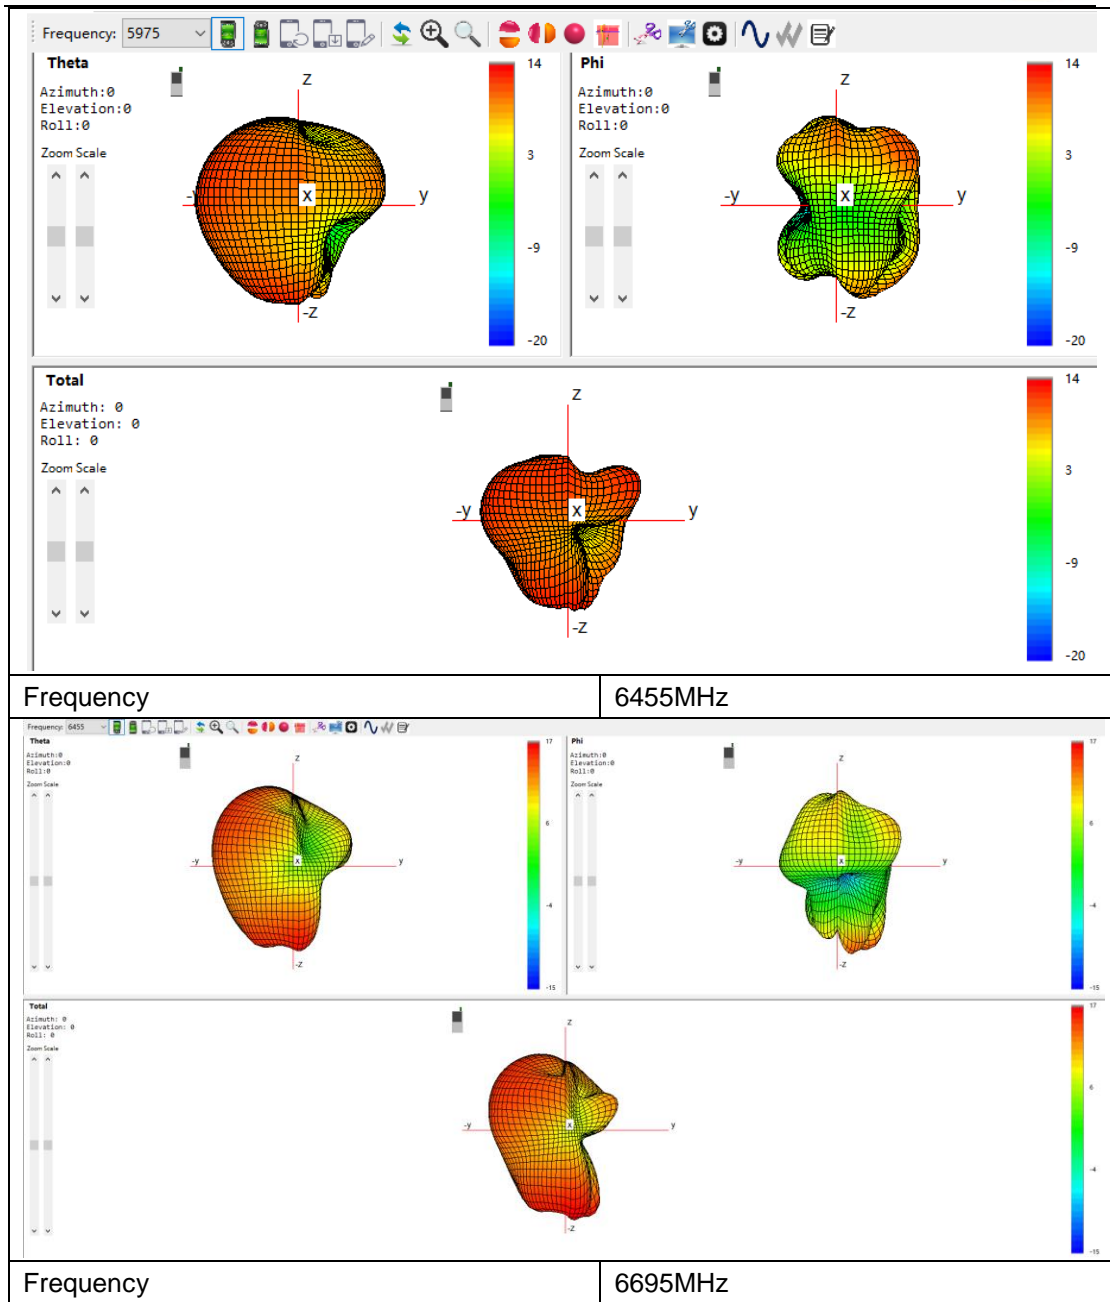 Frequency: 5975
Theta
Azimuth:0
Elevation:0
Roll:0
Zoom Scale
z
-y
x
y
-z
14
3
-9
-20
Phi
Azimuth:0
Elevation:0
Roll:0
Zoom Scale
z
-y
x
y
-z
14
3
-9
-20
Total
Azimuth: 0
Elevation: 0
Roll: 0
Zoom Scale
z
-y
x
y
-z
14
3
-9
-20
Frequency 6455MHz
Frequency: 6455
Theta
Azimuth:0
Elevation:0
Roll:0
Zoom Scale
z
-y
x
y
-z
17
6
-4
-15
Phi
Azimuth:0
Elevation:0
Roll:0
Zoom Scale
z
-y
x
y
-z
17
6
-4
-15
Total
Azimuth: 0
Elevation: 0
Roll: 0
Zoom Scale
z
-y
x
y
-z
17
6
-4
-15
Frequency 6695MHz